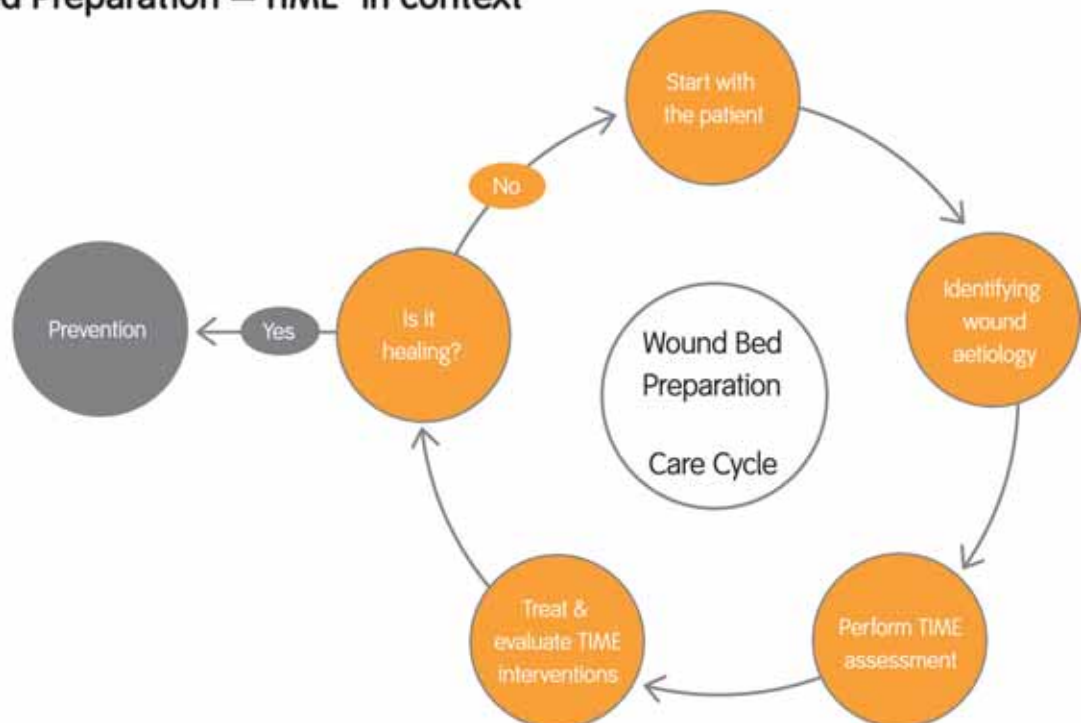 d Preparation – TIME in context
Start with
the patient
No
Identifying
wound
aetiology
Is it
healing?
Yes
Prevention
Wound Bed
Preparation
Care Cycle
Treat &
evaluate TIME
interventions
Perform TIME
assessment